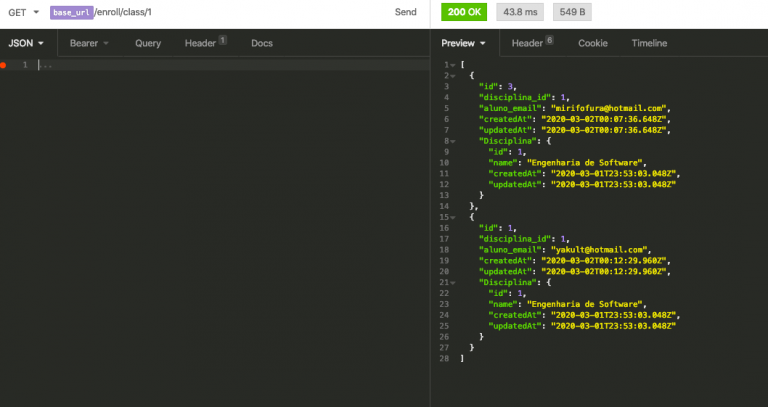 GET base_url/enroll/class/1 Send 200 OK 43.8 ms 549 B
JSON Bearer Query Header 1 Docs Preview Header 6 Cookie Timeline
1 ...
1 [
2 {
3 "id": 3,
4 "disciplina_id": 1,
5 "aluno_email": "mirifofura@hotmail.com",
6 "createdAt": "2020-03-02T00:07:36.648Z",
7 "updatedAt": "2020-03-02T00:07:36.648Z",
8 "Disciplina": {
9 "id": 1,
10 "name": "Engenharia de Software",
11 "createdAt": "2020-03-01T23:53:03.048Z",
12 "updatedAt": "2020-03-01T23:53:03.048Z"
13 }
14 },
15 {
16 "id": 1,
17 "disciplina_id": 1,
18 "aluno_email": "yakult@hotmail.com",
19 "createdAt": "2020-03-02T00:12:29.960Z",
20 "updatedAt": "2020-03-02T00:12:29.960Z",
21 "Disciplina": {
22 "id": 1,
23 "name": "Engenharia de Software",
24 "createdAt": "2020-03-01T23:53:03.048Z",
25 "updatedAt": "2020-03-01T23:53:03.048Z"
26 }
27 }
28 ]